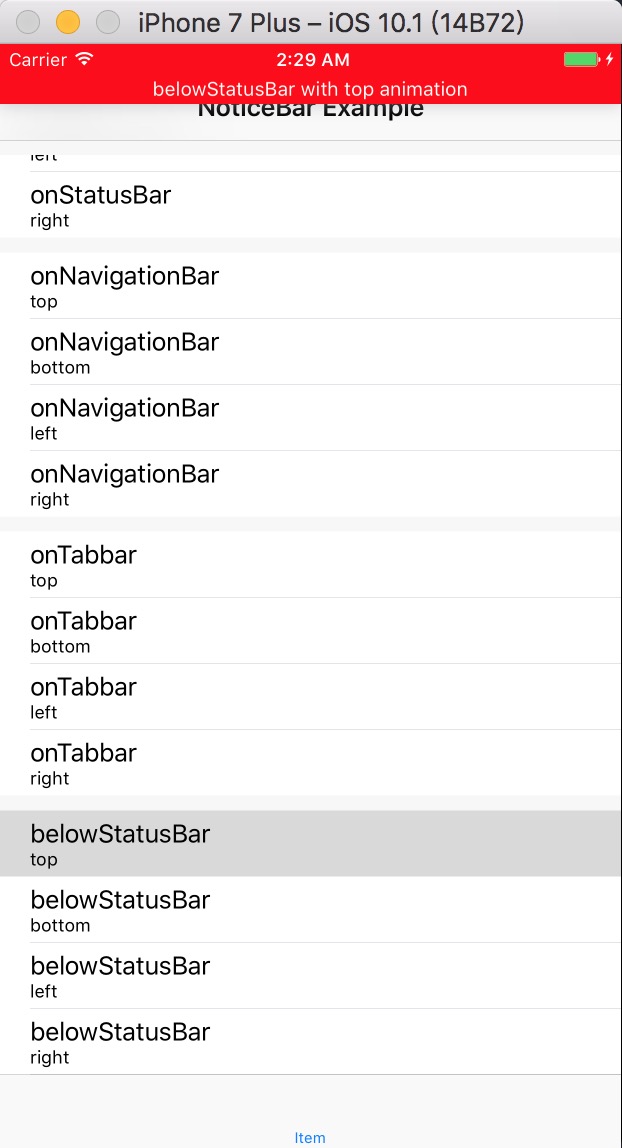 iPhone 7 Plus – iOS 10.1 (14B72)
Carrier 2:29 AM
belowStatusBar with top animation
NoticeBar Example
left
onStatusBar
right
onNavigationBar
top
onNavigationBar
bottom
onNavigationBar
left
onNavigationBar
right
onTabbar
top
onTabbar
bottom
onTabbar
left
onTabbar
right
belowStatusBar
top
belowStatusBar
bottom
belowStatusBar
left
belowStatusBar
right
Item